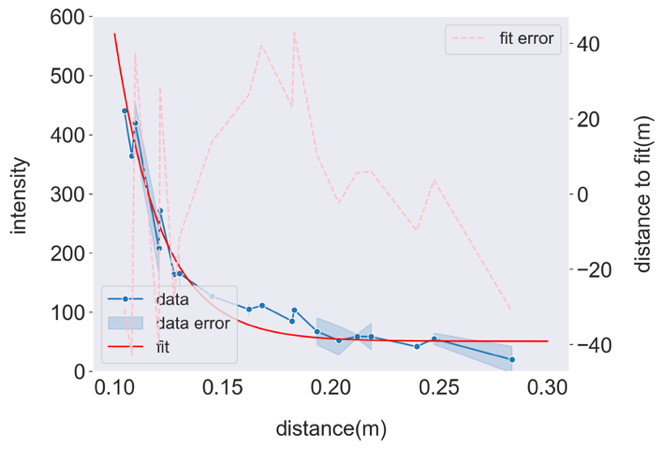 600
500
400
300
200
100
0
intensity
0.10
0.15
0.20
0.25
0.30
distance(m)
40
20
0
−20
−40
distance to fit(m)
fit error
data
data error
fit